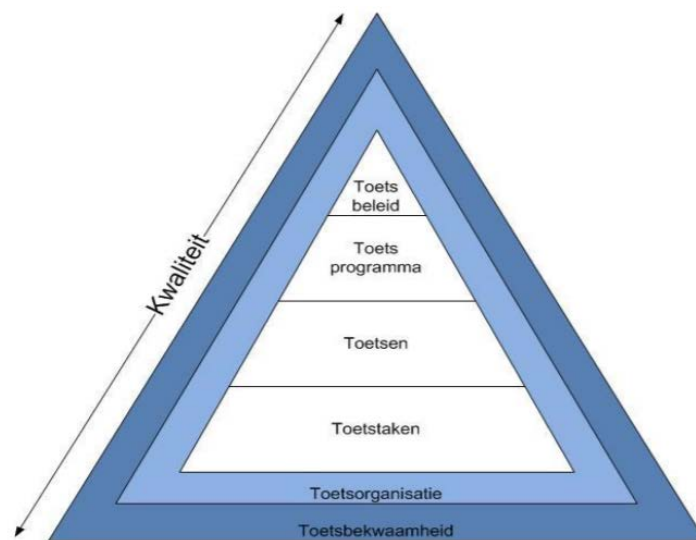 Kwaliteit
Toets
beleid
Toets
programma
Toetsen
Toetstaken
Toetsorganisatie
Toetsbekwaamheid